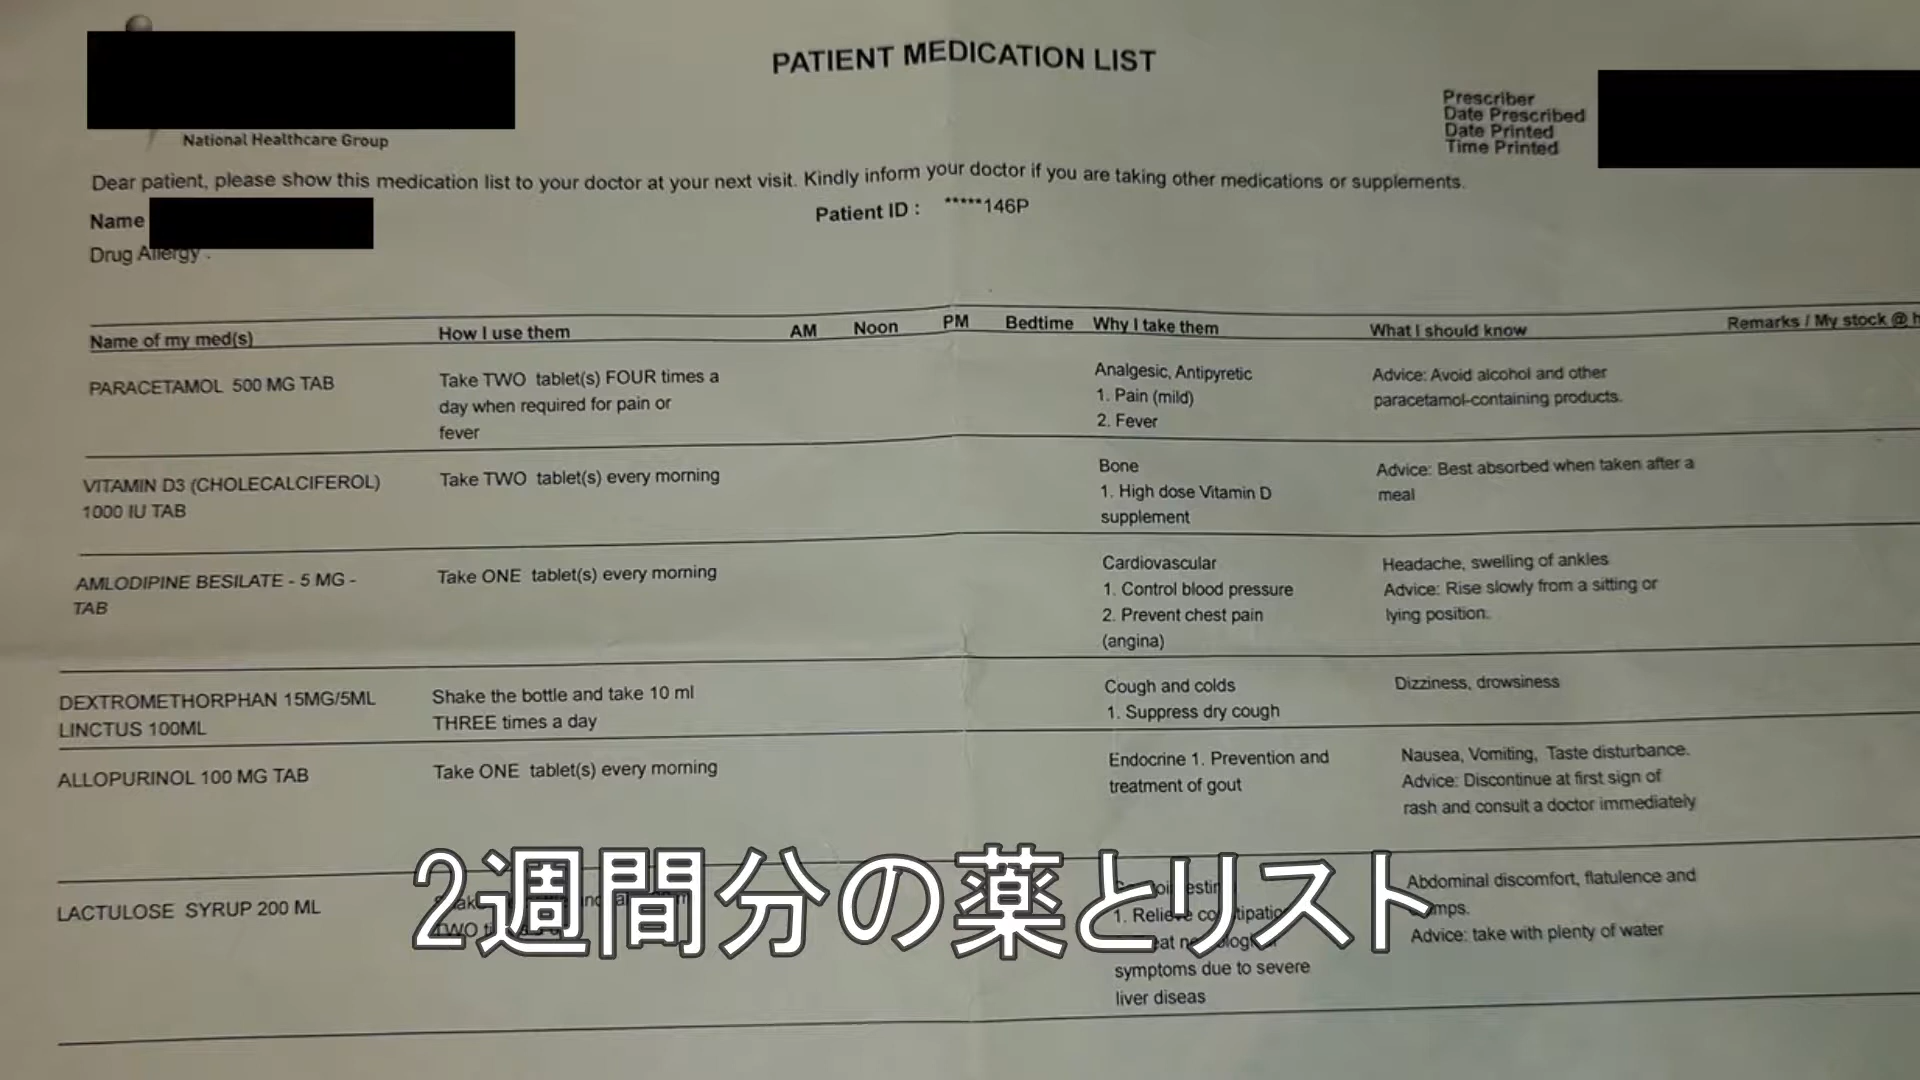 PATIENT MEDICATION LIST
National Healthcare Group
Prescriber
Date Prescribed
Date Printed
Time Printed
Dear patient, please show this medication list to your doctor at your next visit. Kindly inform your doctor if you are taking other medications or supplements.
Name
Patient ID : *****146P
Drug Allergy :
Name of my med(s) How I use them AM Noon PM Bedtime Why I take them What I should know Remarks / My stock @
PARACETAMOL 500 MG TAB
Take TWO tablet(s) FOUR times a
day when required for pain or
fever
Analgesic, Antipyretic
1. Pain (mild)
2. Fever
Advice: Avoid alcohol and other
paracetamol-containing products.
VITAMIN D3 (CHOLECALCIFEROL)
1000 IU TAB
Take TWO tablet(s) every morning
Bone
1. High dose Vitamin D
supplement
Advice: Best absorbed when taken after a
meal
AMLODIPINE BESILATE - 5 MG -
TAB
Take ONE tablet(s) every morning
Cardiovascular
1. Control blood pressure
2. Prevent chest pain
(angina)
Headache, swelling of ankles
Advice: Rise slowly from a sitting or
lying position.
DEXTROMETHORPHAN 15MG/5ML
LINCTUS 100ML
Shake the bottle and take 10 ml
THREE times a day
Cough and colds
1. Suppress dry cough
Dizziness, drowsiness
ALLOPURINOL 100 MG TAB
Take ONE tablet(s) every morning
Endocrine 1. Prevention and
treatment of gout
Nausea, Vomiting, Taste disturbance.
Advice: Discontinue at first sign of
rash and consult a doctor immediately
LACTULOSE SYRUP 200 ML
TWO
1. Relieve
symptoms due to severe
liver diseas
Abdominal discomfort, flatulence and
Advice: take with plenty of water
2週間分の薬とリスト